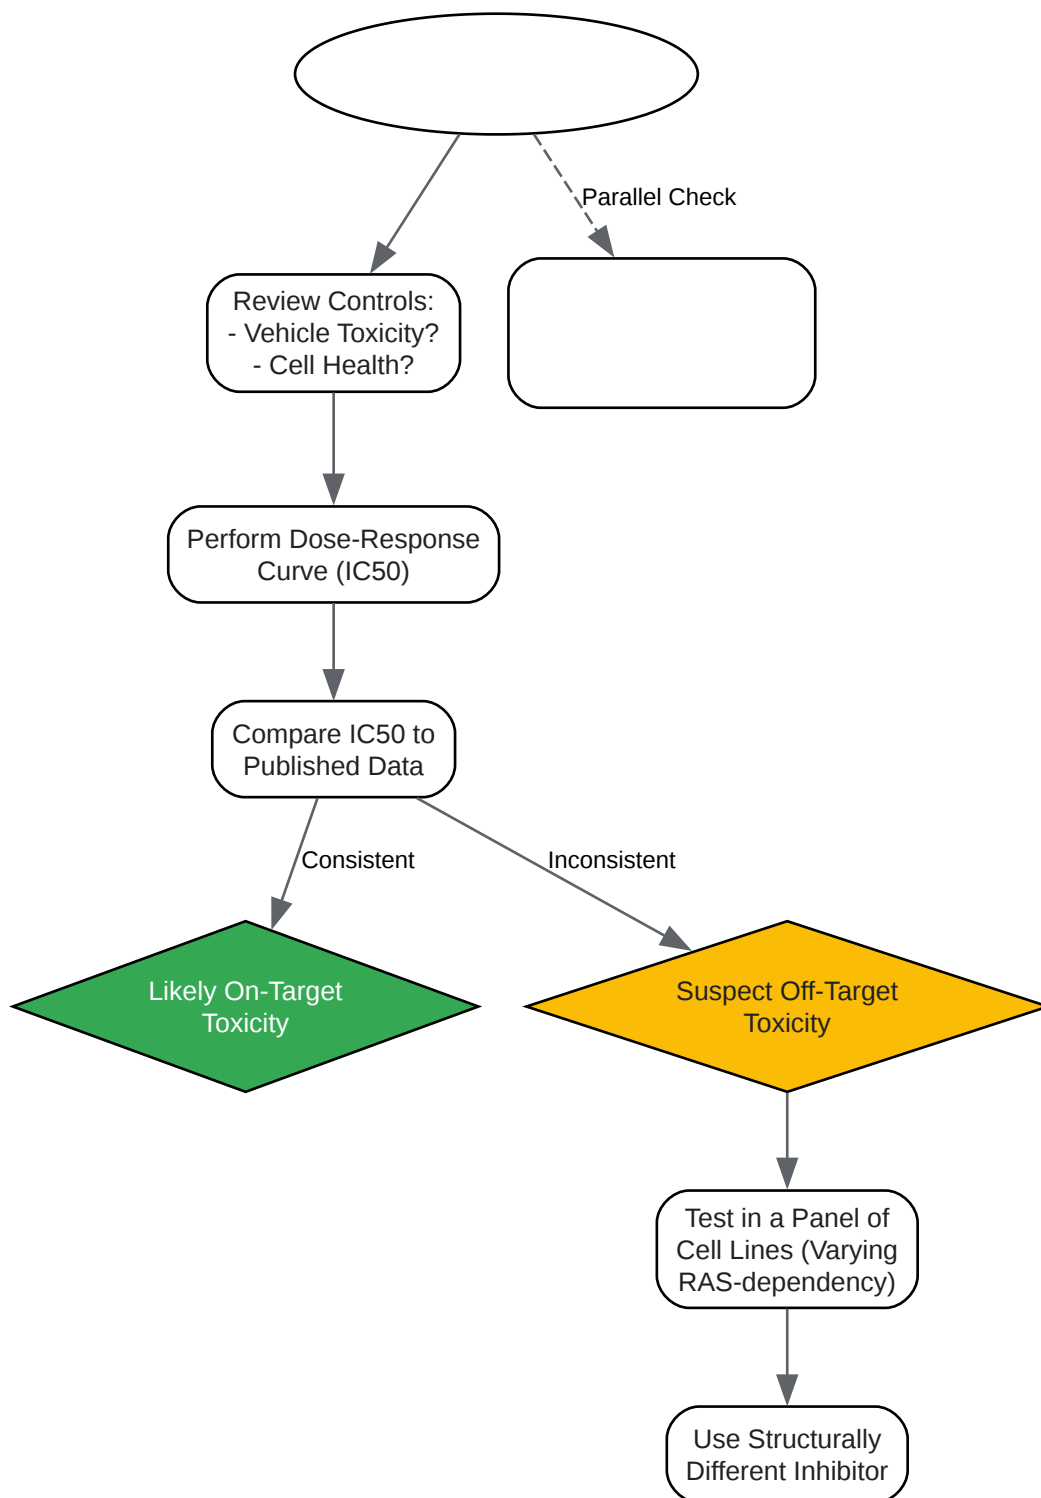 Parallel Check
Review Controls:
- Vehicle Toxicity?
- Cell Health?
Perform Dose-Response
Curve (IC50)
Compare IC50 to
Published Data
Consistent
Inconsistent
Likely On-Target
Toxicity
Suspect Off-Target
Toxicity
Test in a Panel of
Cell Lines (Varying
RAS-dependency)
Use Structurally
Different Inhibitor